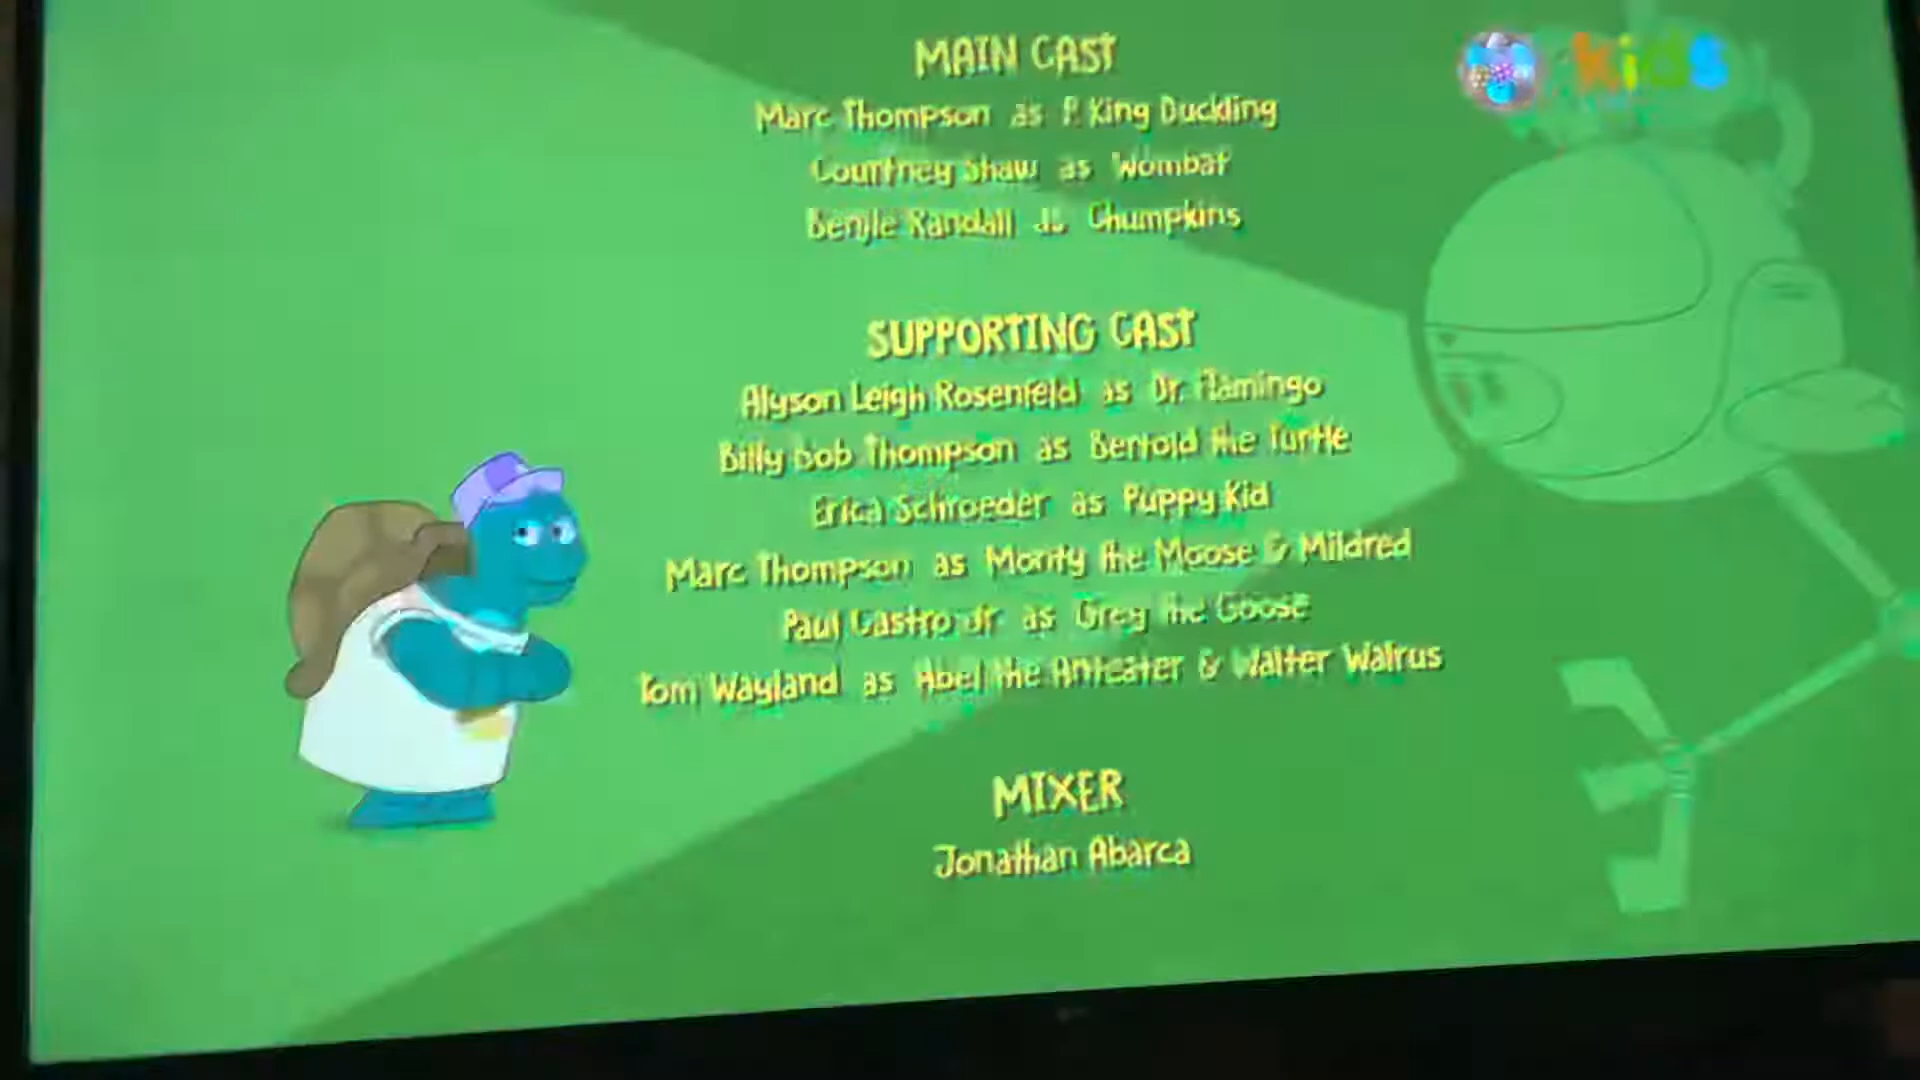 kids
MAIN CAST
Marc Thompson as P. King Duckling
Courtney Shaw as Wombat
Benjie Randall as Chumpkins
SUPPORTING CAST
Alyson Leigh Rosenfeld as Dr. Flamingo
Billy Bob Thompson as Bertold the Turtle
Erica Schroeder as Puppy Kid
Marc Thompson as Monty the Moose & Mildred
Paul Castro Jr as Greg the Goose
Tom Wayland as Abel the Anteater & Walter Walrus
MIXER
Jonathan Abarca